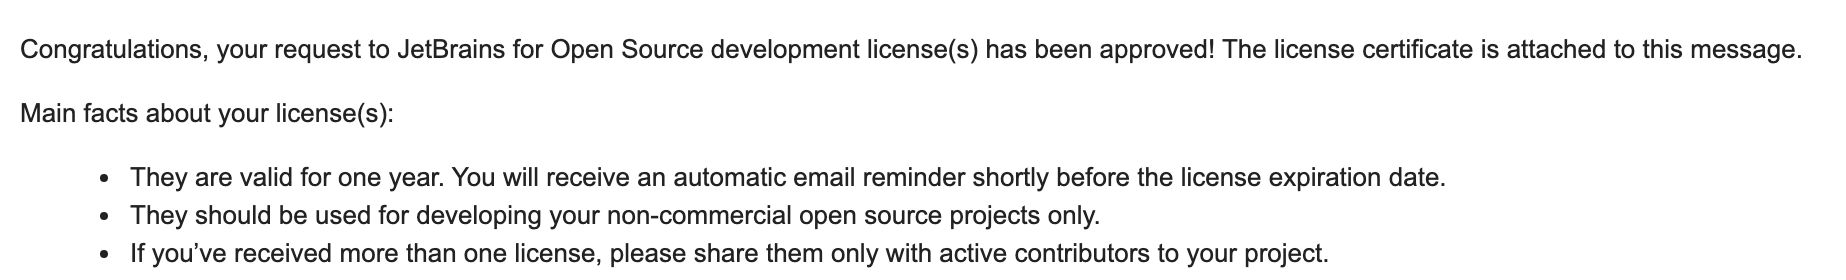 Congratulations, your request to JetBrains for Open Source development license(s) has been approved! The license certificate is attached to this message.
Main facts about your license(s):
• They are valid for one year. You will receive an automatic email reminder shortly before the license expiration date.
• They should be used for developing your non-commercial open source projects only.
• If you’ve received more than one license, please share them only with active contributors to your project.